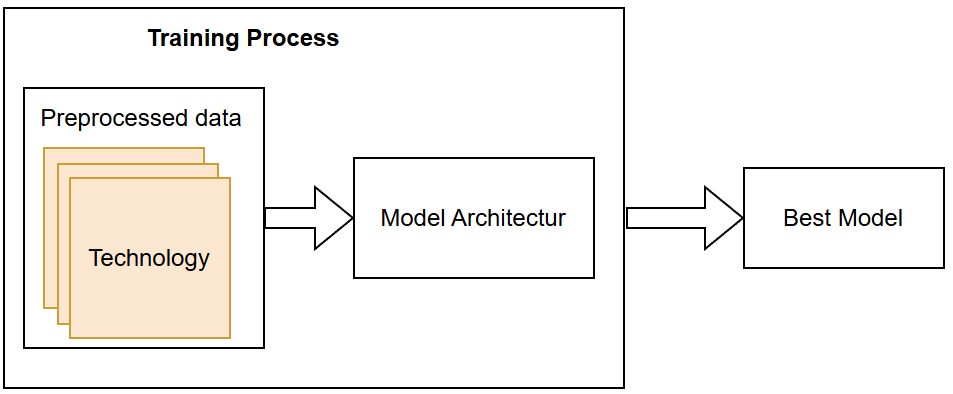 Training Process
Preprocessed data
Technology
Model Architectur
Best Model